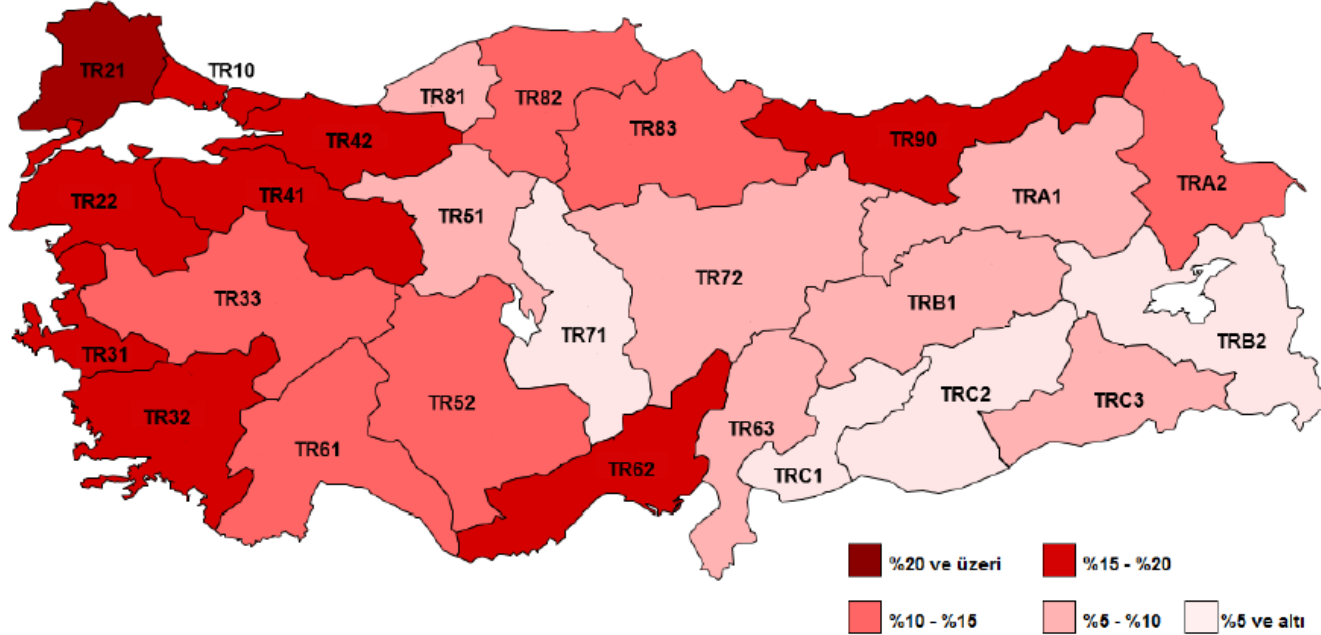 TR21
TR10
TR81
TR82
TR42
TR83
TR90
TRA2
TR22
TR41
TR51
TRA1
TR33
TR72
TRB1
TR71
TRB2
TR31
TR32
TR52
TRC2
TRC3
TR61
TR63
TR62
TRC1
%20 ve üzeri
%15 - %20
%10 - %15
%5 - %10
%5 ve altı